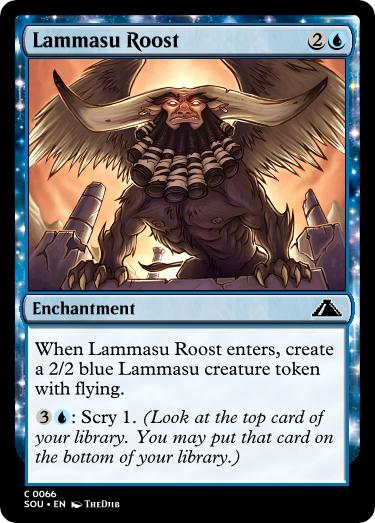 Lammasu Roost 2
Enchantment
When Lammasu Roost enters, create
a 2/2 blue Lammasu creature token
with flying.
3: Scry 1. (Look at the top card of
your library. You may put that card on
the bottom of your library.)
C 0066
SOU • EN TheDjib